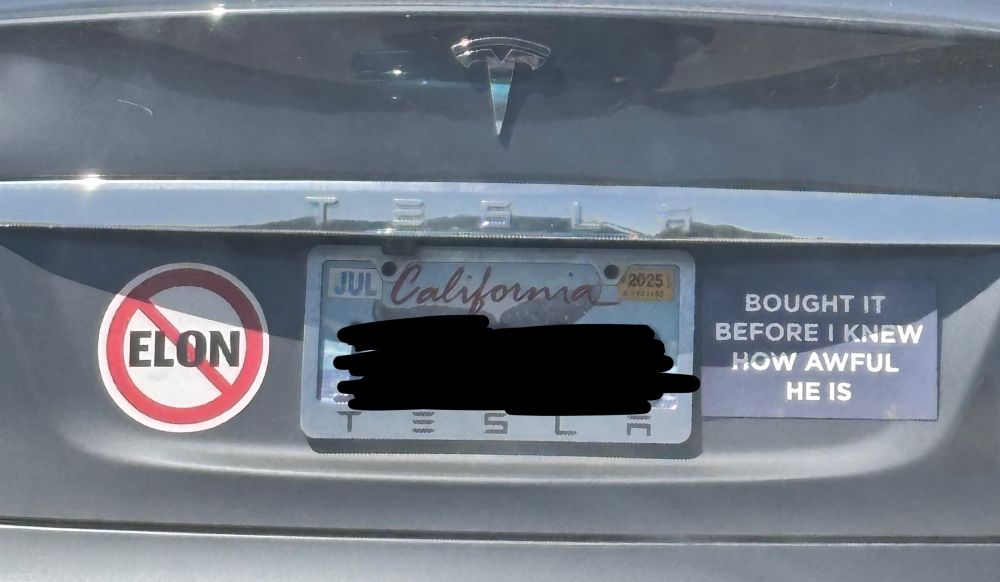 TESLA
JUL California 2025
ELON
BOUGHT IT
BEFORE I KNEW
HOW AWFUL
HE IS
TESLA